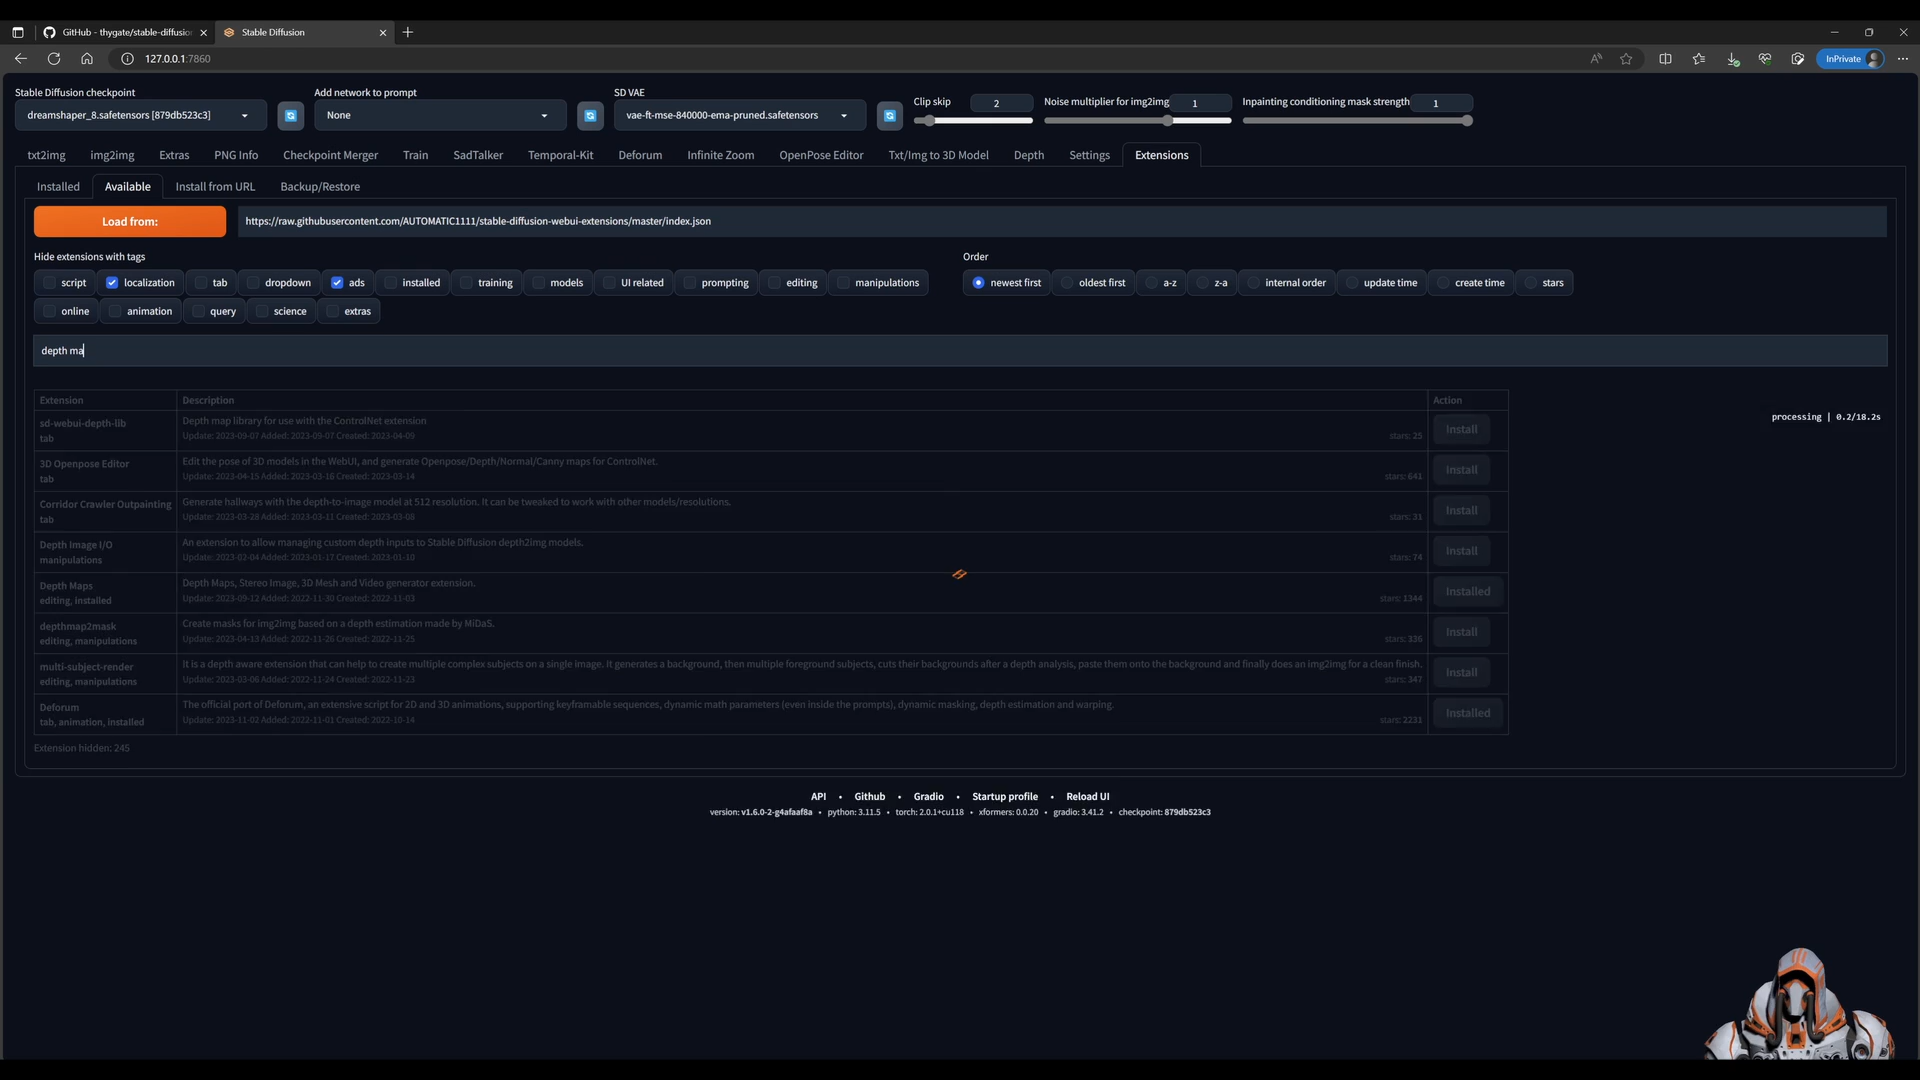 GitHub - thygate/stable-diffusion
Stable Diffusion
127.0.0.1:7860
InPrivate
Stable Diffusion checkpoint
Add network to prompt
SD VAE
Clip skip
2
Noise multiplier for img2img
1
Inpainting conditioning mask strength
1
dreamshaper_8.safetensors [879db523c3]
None
vae-ft-mse-840000-ema-pruned.safetensors
txt2img
img2img
Extras
PNG Info
Checkpoint Merger
Train
SadTalker
Temporal-Kit
Deforum
Infinite Zoom
OpenPose Editor
Txt/Img to 3D Model
Depth
Settings
Extensions
Installed
Available
Install from URL
Backup/Restore
Load from:
https://raw.githubusercontent.com/AUTOMATIC1111/stable-diffusion-webui-extensions/master/index.json
Hide extensions with tags
Order
script
localization
tab
dropdown
ads
installed
training
models
UI related
prompting
editing
manipulations
newest first
oldest first
a-z
z-a
internal order
update time
create time
stars
online
animation
query
science
extras
depth ma
Extension
Description
Action
processing | 0.2/18.2s
sd-webui-depth-lib
tab
Depth map library for use with the ControlNet extension
Update: 2023-09-07 Added: 2023-09-07 Created: 2023-04-09
stars: 25
Install
3D Openpose Editor
tab
Edit the pose of 3D models in the WebUI, and generate Openpose/Depth/Normal/Canny maps for ControlNet.
Update: 2023-04-15 Added: 2023-03-16 Created: 2023-03-14
stars: 641
Install
Corridor Crawler Outpainting
tab
Generate hallways with the depth-to-image model at 512 resolution. It can be tweaked to work with other models/resolutions.
Update: 2023-03-28 Added: 2023-03-11 Created: 2023-03-08
stars: 31
Install
Depth Image I/O
manipulations
An extension to allow managing custom depth inputs to Stable Diffusion depth2img models.
Update: 2023-02-04 Added: 2023-01-17 Created: 2023-01-10
stars: 74
Install
Depth Maps
editing, installed
Depth Maps, Stereo Image, 3D Mesh and Video generator extension.
Update: 2023-09-12 Added: 2022-11-30 Created: 2022-11-03
stars: 1344
Installed
depthmap2mask
editing, manipulations
Create masks for img2img based on a depth estimation made by MiDaS.
Update: 2023-04-13 Added: 2022-11-26 Created: 2022-11-25
stars: 336
Install
multi-subject-render
editing, manipulations
It is a depth aware extension that can help to create multiple complex subjects on a single image. It generates a background, then multiple foreground subjects, cuts their backgrounds after a depth analysis, paste them onto the background and finally does an img2img for a clean finish.
Update: 2023-03-06 Added: 2022-11-24 Created: 2022-11-23
stars: 347
Install
Deforum
tab, animation, installed
The official port of Deforum, an extensive script for 2D and 3D animations, supporting keyframable sequences, dynamic math parameters (even inside the prompts), dynamic masking, depth estimation and warping.
Update: 2023-11-02 Added: 2022-11-01 Created: 2022-10-14
stars: 2231
Installed
Extension hidden: 245
API • Github • Gradio • Startup profile • Reload UI
version: v1.6.0-2-g4afaaf8a • python: 3.11.5 • torch: 2.0.1+cu118 • xformers: 0.0.20 • gradio: 3.41.2 • checkpoint: 879db523c3